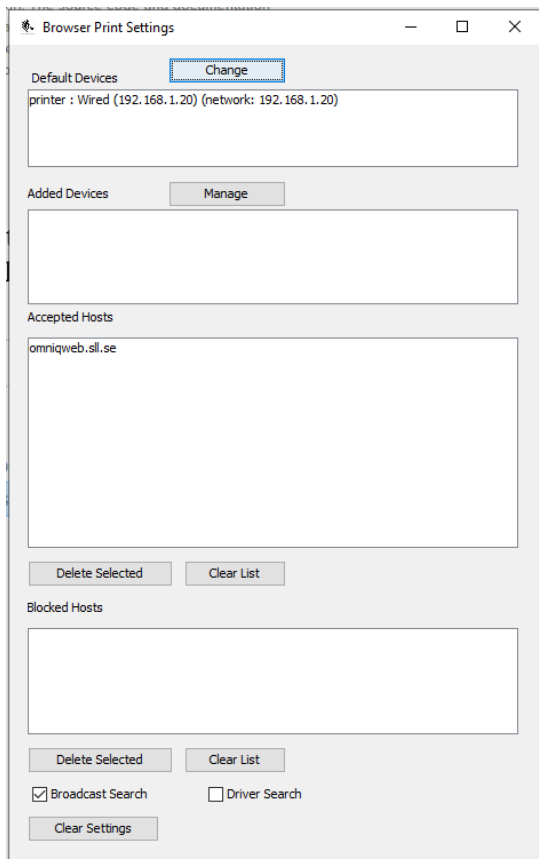 Browser Print Settings
Default Devices
Change
printer : Wired (192.168.1.20) (network: 192.168.1.20)
Added Devices
Manage
Accepted Hosts
omniqweb.sll.se
Delete Selected
Clear List
Blocked Hosts
Delete Selected
Clear List
Broadcast Search
Driver Search
Clear Settings